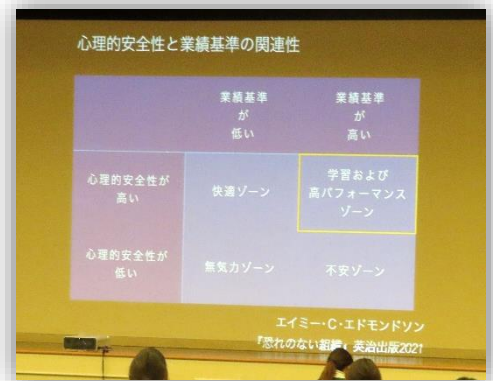 心理的安全性と業績基準の関連性
業績基準
が
低い
業績基準
が
高い
心理的安全性が
高い
快適ゾーン
学習および
高パフォーマンス
ゾーン
心理的安全性が
低い
無気力ゾーン
不安ゾーン
エイミー・C・エドモンドソン
『恐れのない組織』英治出版2021